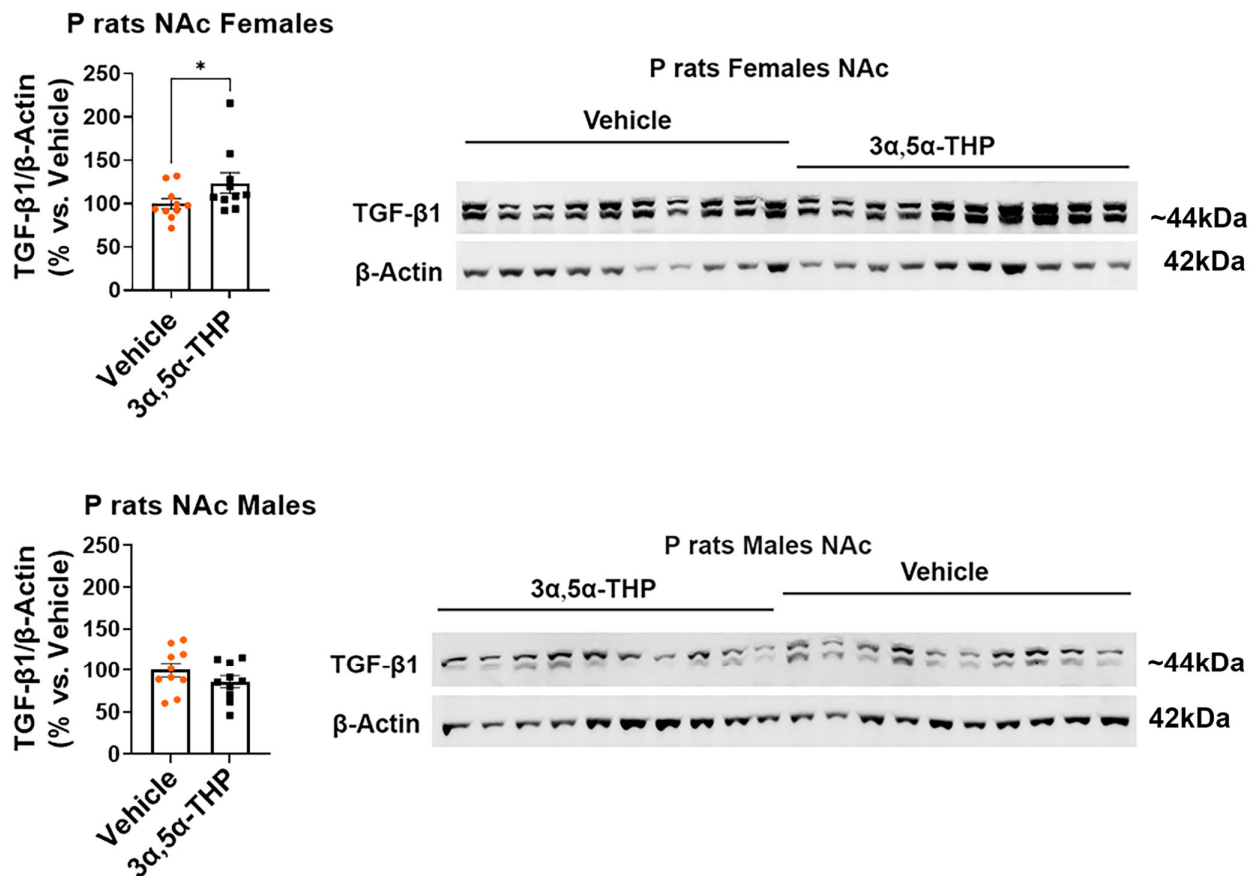 P rats NAc Females
TGF-β1/β-Actin
(% vs. Vehicle)
250
200
150
100
50
0
*
Vehicle
3α,5α-THP
P rats Females NAc
Vehicle
3α,5α-THP
TGF-β1
~44kDa
β-Actin
42kDa
P rats NAc Males
TGF-β1/β-Actin
(% vs. Vehicle)
250
200
150
100
50
0
Vehicle
3α,5α-THP
P rats Males NAc
3α,5α-THP
Vehicle
TGF-β1
~44kDa
β-Actin
42kDa